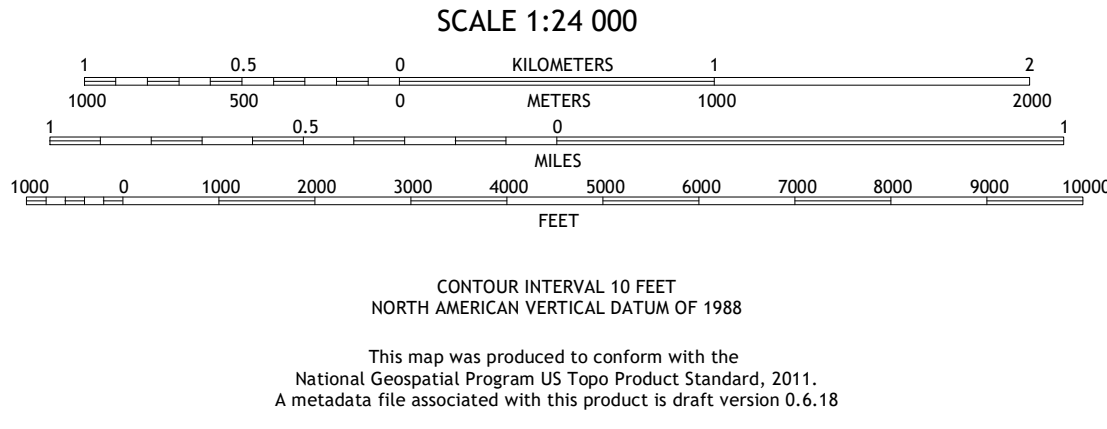 SCALE 1:24 000
1 0.5 0 KILOMETERS 1 2
1000 500 0 METERS 1000 2000
1 0.5 0 1
MILES
1000 0 1000 2000 3000 4000 5000 6000 7000 8000 9000 10000
FEET
CONTOUR INTERVAL 10 FEET
NORTH AMERICAN VERTICAL DATUM OF 1988
This map was produced to conform with the
National Geospatial Program US Topo Product Standard, 2011.
A metadata file associated with this product is draft version 0.6.18